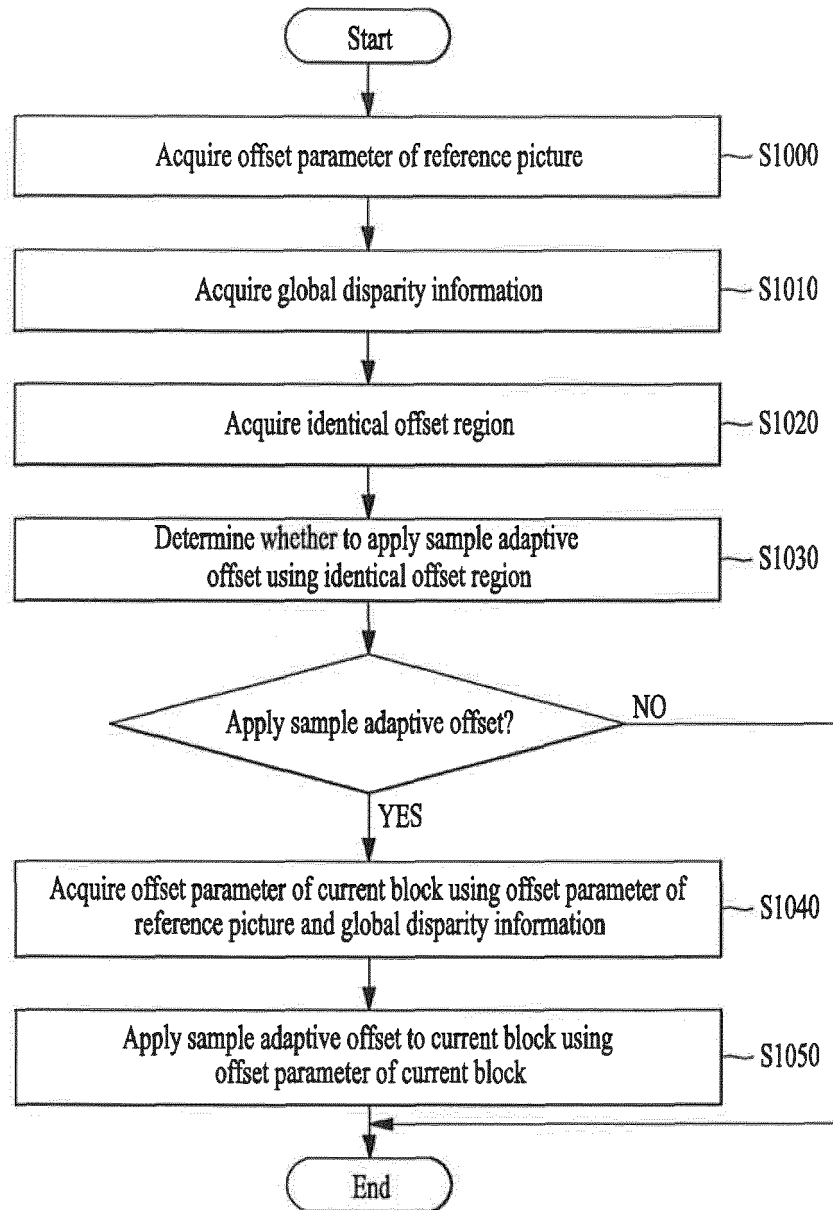 Start
Acquire offset parameter of reference picture
S1000
Acquire global disparity information
S1010
Acquire identical offset region
S1020
Determine whether to apply sample adaptive
offset using identical offset region
S1030
Apply sample adaptive offset?
NO
YES
Acquire offset parameter of current block using offset parameter of
reference picture and global disparity information
S1040
Apply sample adaptive offset to current block using
offset parameter of current block
S1050
End